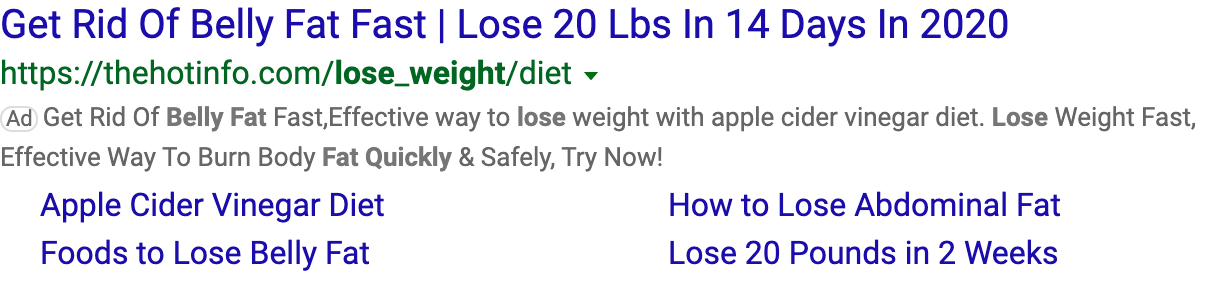 Get Rid Of Belly Fat Fast | Lose 20 Lbs In 14 Days In 2020
https://thehotinfo.com/lose_weight/diet
Ad Get Rid Of Belly Fat Fast,Effective way to lose weight with apple cider vinegar diet. Lose Weight Fast,
Effective Way To Burn Body Fat Quickly & Safely, Try Now!
Apple Cider Vinegar Diet
How to Lose Abdominal Fat
Foods to Lose Belly Fat
Lose 20 Pounds in 2 Weeks